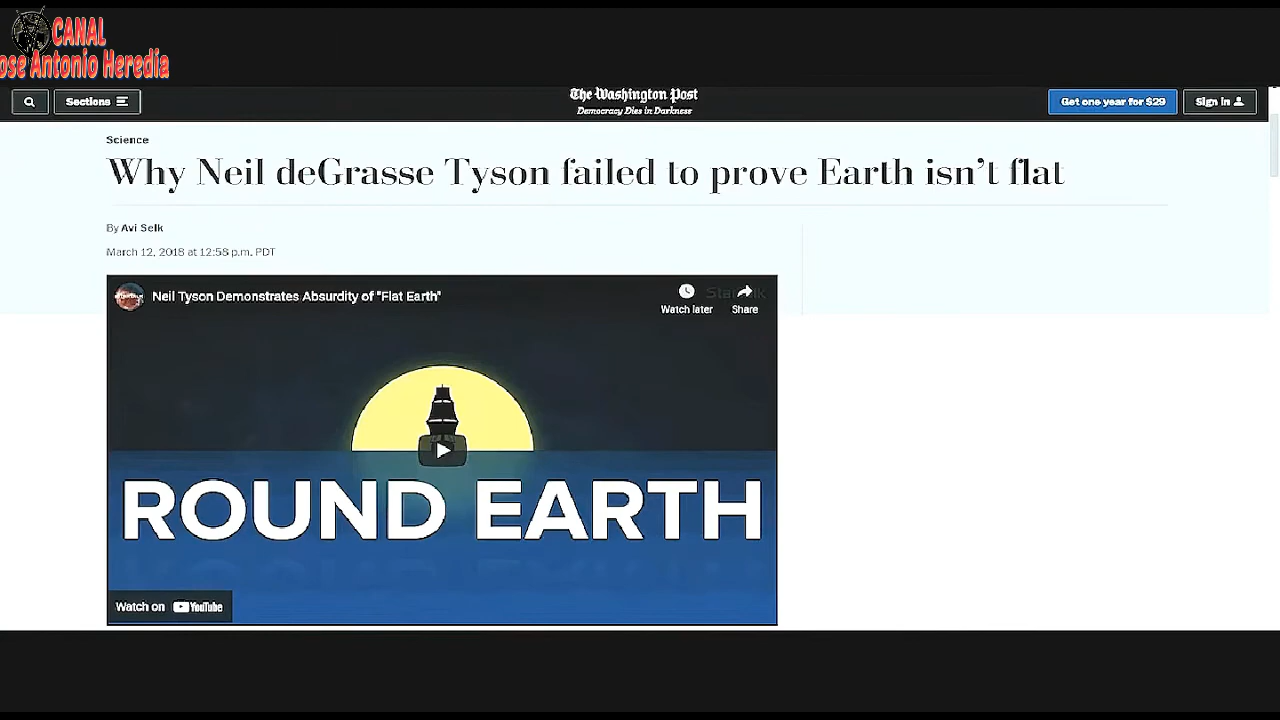 CANAL
ose Antonio Heredia
Sections
The Washington Post
Democracy Dies in Darkness
Get one year for $29
Sign in
Science
Why Neil deGrasse Tyson failed to prove Earth isn't flat
By Avi Selk
March 12, 2018 at 12:58 p.m. PDT
Neil Tyson Demonstrates Absurdity of "Flat Earth"
StarTalk
Watch later
Share
ROUND EARTH
Watch on YouTube